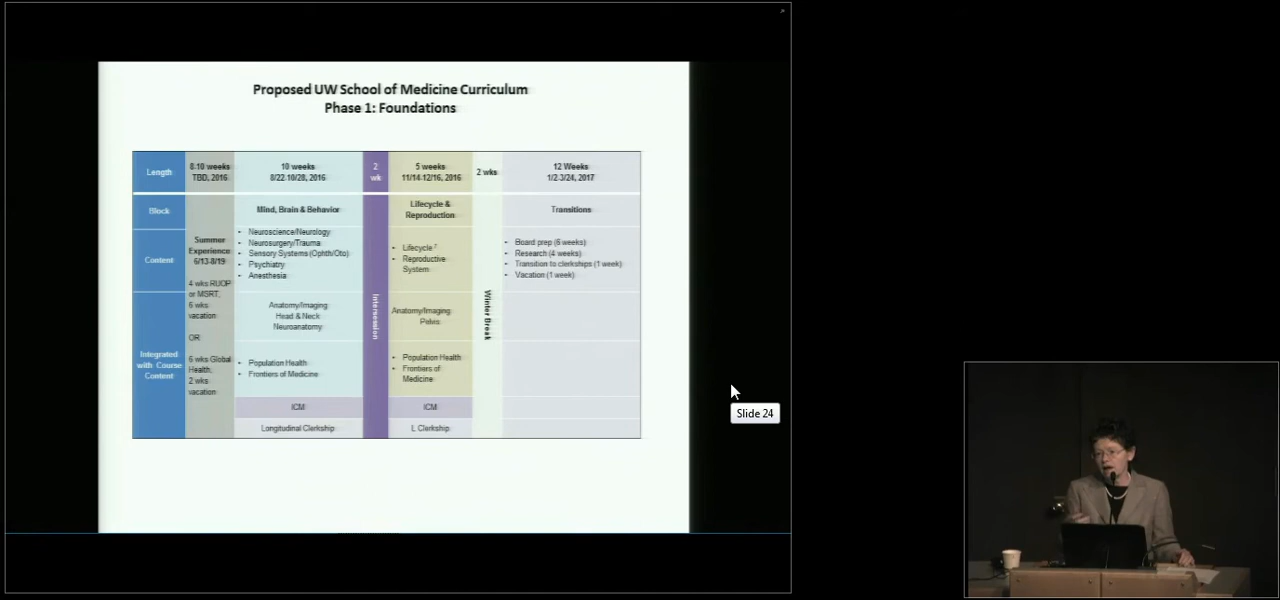 Proposed UW School of Medicine Curriculum
Phase 1: Foundations
Length
8-10 weeks
TBD, 2016
10 weeks
8/22-10/28, 2016
2
wk
5 weeks
11/14-12/16, 2016
2 wks
12 Weeks
1/2-3/24, 2017
Block
Mind, Brain & Behavior
Lifecycle &
Reproduction
Transitions
Content
Summer
Experience
6/13-8/19
4 wks RUOP
or MSRT,
6 wks
vacation
OR
6 wks Global
Health,
2 wks
vacation
• Neuroscience/Neurology
• Neurosurgery/Trauma
• Sensory Systems (Ophth/Oto)
• Psychiatry
• Anesthesia
Intersession
• Lifecycle
• Reproductive
System
Winter Break
• Board prep (6 weeks)
• Research (4 weeks)
• Transition to clerkships (1 week)
• Vacation (1 week)
Integrated
with Course
Content
Anatomy/Imaging
Head & Neck
Neuroanatomy
Anatomy/Imaging
Pelvis
• Population Health
• Frontiers of Medicine
• Population Health
• Frontiers of
Medicine
ICM
ICM
Longitudinal Clerkship
L Clerkship
Slide 24